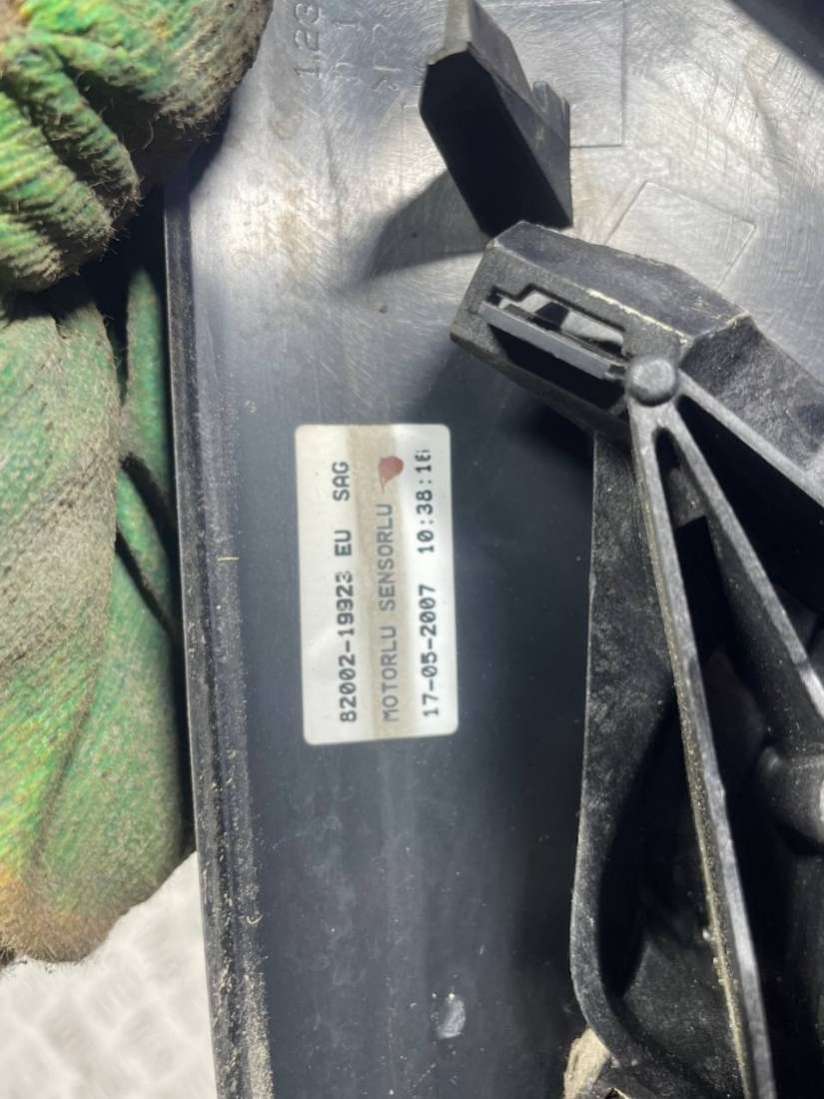 82002-19923 EU SAG
MOTORLU SENSORLU
17-05-2007 10:38:16